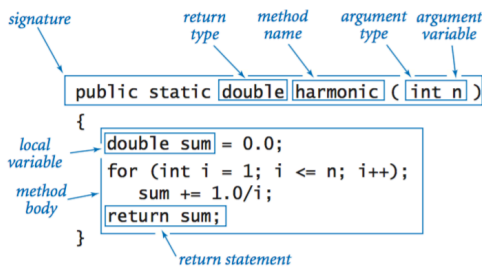 signature
return type
method name
argument type
argument variable
public static double harmonic ( int n )
{
local variable
double sum = 0.0;
for (int i = 1; i <= n; i++);
method body
sum += 1.0/i;
return sum;
}
return statement